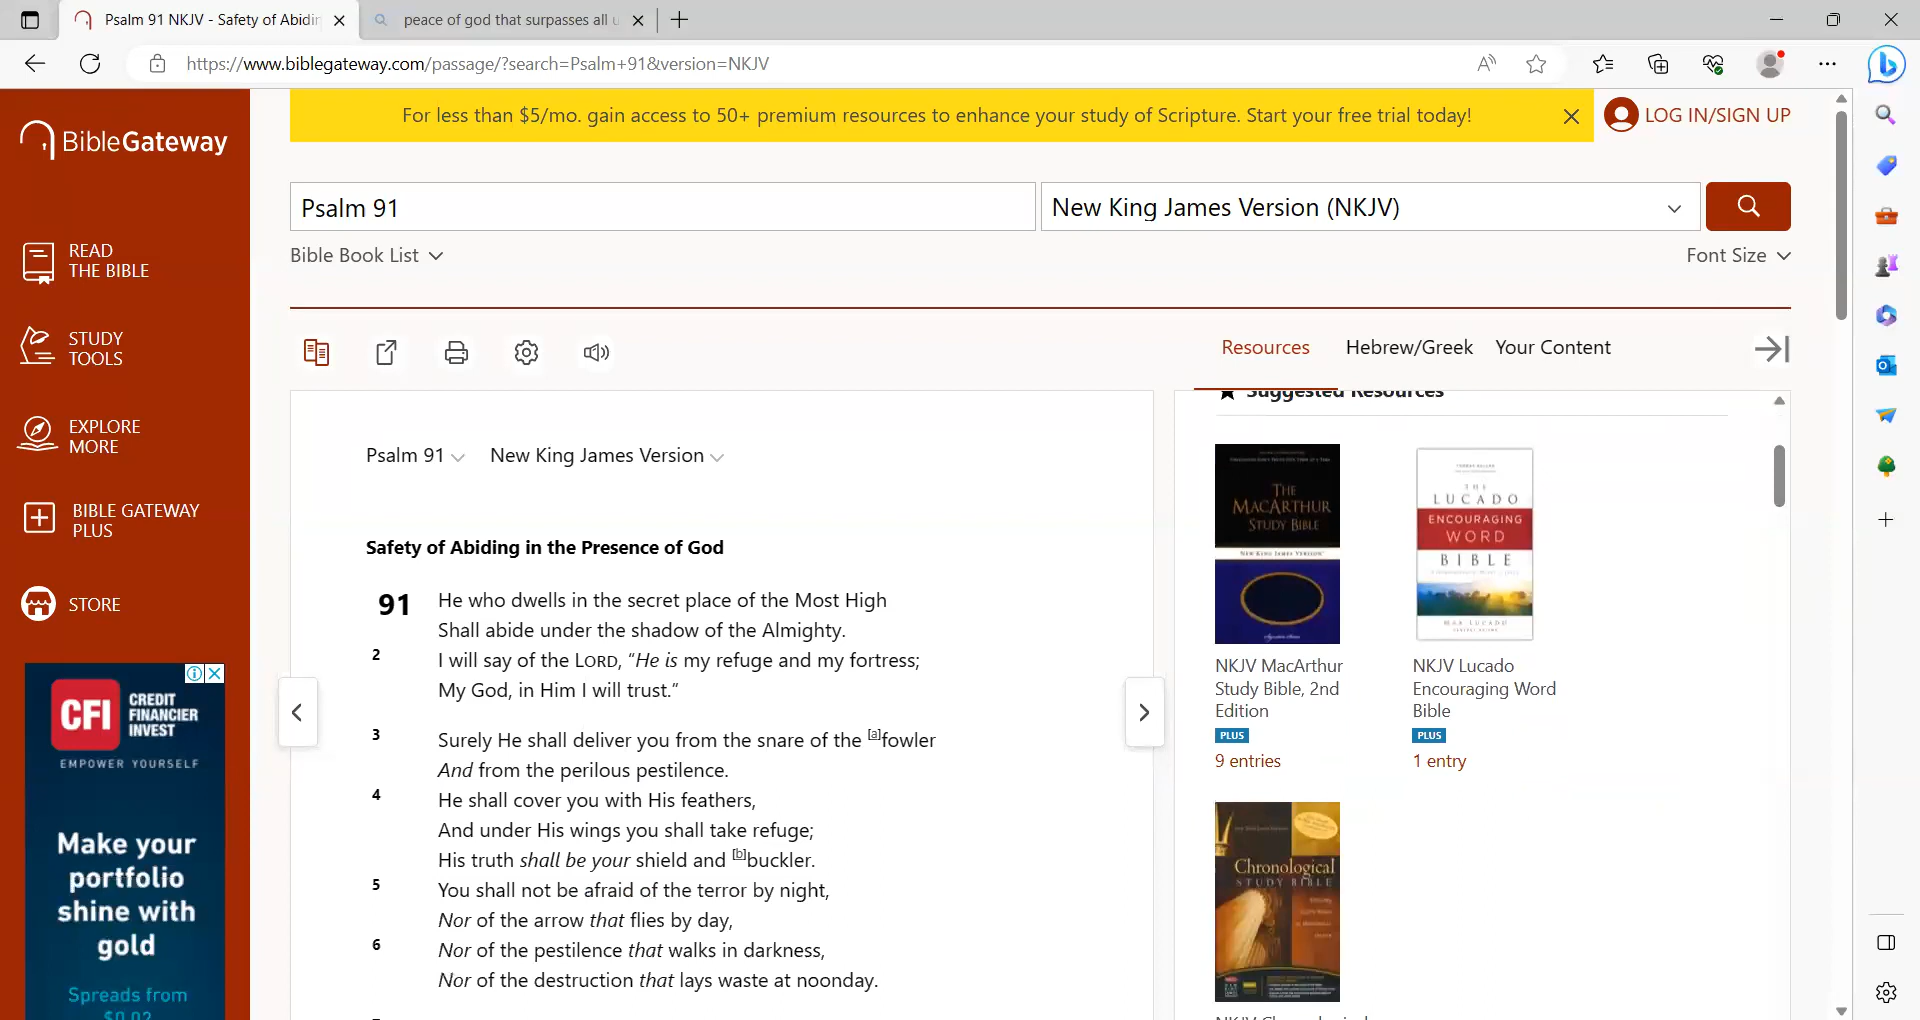 Psalm 91 NKJV - Safety of Abidin
peace of god that surpasses all u
https://www.biblegateway.com/passage/?search=Psalm+91&version=NKJV
For less than $5/mo. gain access to 50+ premium resources to enhance your study of Scripture. Start your free trial today!
LOG IN/SIGN UP
BibleGateway
Psalm 91
New King James Version (NKJV)
Bible Book List
Font Size
READ
THE BIBLE
STUDY
TOOLS
EXPLORE
MORE
BIBLE GATEWAY
PLUS
STORE
Resources
Hebrew/Greek
Your Content
Suggested Resources
Psalm 91
New King James Version
Safety of Abiding in the Presence of God
91 He who dwells in the secret place of the Most High
Shall abide under the shadow of the Almighty.
2 I will say of the LORD, "He is my refuge and my fortress;
My God, in Him I will trust."
3 Surely He shall deliver you from the snare of the [a]fowler
And from the perilous pestilence.
4 He shall cover you with His feathers,
And under His wings you shall take refuge;
His truth shall be your shield and [b]buckler.
5 You shall not be afraid of the terror by night,
Nor of the arrow that flies by day,
6 Nor of the pestilence that walks in darkness,
Nor of the destruction that lays waste at noonday.
THE
MACARTHUR
STUDY BIBLE
NEW KING JAMES VERSION
NKJV MacArthur
Study Bible, 2nd
Edition
PLUS
9 entries
THE
LUCADO
ENCOURAGING
WORD
BIBLE
MAX LUCADO
NKJV Lucado
Encouraging Word
Bible
PLUS
1 entry
Chronological
STUDY BIBLE
CFI
CREDIT
FINANCIER
INVEST
EMPOWER YOURSELF
Make your
portfolio
shine with
gold
Spreads from
$0.02